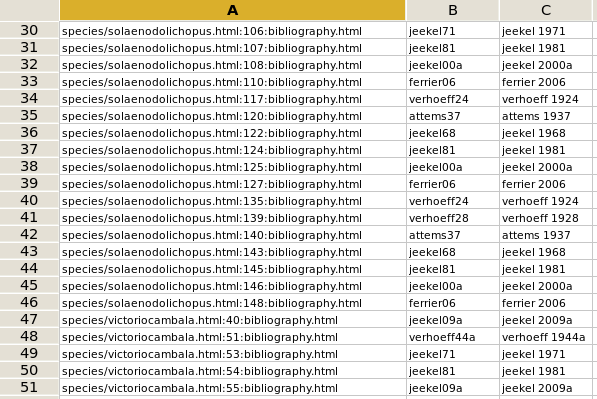 A B C
30 species/solaenodolichopus.html:106:bibliography.html jeekel71 jeekel 1971
31 species/solaenodolichopus.html:107:bibliography.html jeekel81 jeekel 1981
32 species/solaenodolichopus.html:108:bibliography.html jeekel00a jeekel 2000a
33 species/solaenodolichopus.html:110:bibliography.html ferrier06 ferrier 2006
34 species/solaenodolichopus.html:117:bibliography.html verhoeff24 verhoeff 1924
35 species/solaenodolichopus.html:120:bibliography.html attems37 attems 1937
36 species/solaenodolichopus.html:122:bibliography.html jeekel68 jeekel 1968
37 species/solaenodolichopus.html:124:bibliography.html jeekel81 jeekel 1981
38 species/solaenodolichopus.html:125:bibliography.html jeekel00a jeekel 2000a
39 species/solaenodolichopus.html:127:bibliography.html ferrier06 ferrier 2006
40 species/solaenodolichopus.html:135:bibliography.html verhoeff24 verhoeff 1924
41 species/solaenodolichopus.html:139:bibliography.html verhoeff28 verhoeff 1928
42 species/solaenodolichopus.html:140:bibliography.html attems37 attems 1937
43 species/solaenodolichopus.html:143:bibliography.html jeekel68 jeekel 1968
44 species/solaenodolichopus.html:145:bibliography.html jeekel81 jeekel 1981
45 species/solaenodolichopus.html:146:bibliography.html jeekel00a jeekel 2000a
46 species/solaenodolichopus.html:148:bibliography.html ferrier06 ferrier 2006
47 species/victoriocambala.html:40:bibliography.html jeekel09a jeekel 2009a
48 species/victoriocambala.html:51:bibliography.html verhoeff44a verhoeff 1944a
49 species/victoriocambala.html:53:bibliography.html jeekel71 jeekel 1971
50 species/victoriocambala.html:54:bibliography.html jeekel81 jeekel 1981
51 species/victoriocambala.html:55:bibliography.html jeekel09a jeekel 2009a